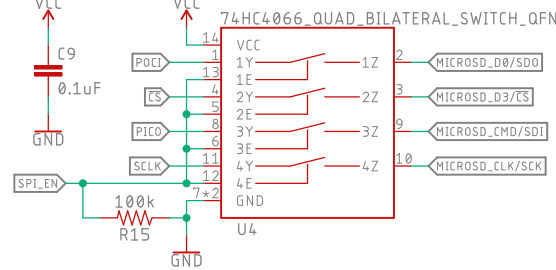 VCC
VCC
74HC4066_QUAD_BILATERAL_SWITCH_QFN
C9
0.1uF
GND
14 VCC
POCI 1 1Y 1Z 2 MICROSD_D0/SDO
13 1E
CS 4 2Y 2Z 3 MICROSD_D3/CS
5 2E
PICO 8 3Y 3Z 9 MICROSD_CMD/SDI
6 3E
SCLK 11 4Y 4Z 10 MICROSD_CLK/SCK
SPI_EN 12 4E
7*2 GND
100k
R15
U4
GND